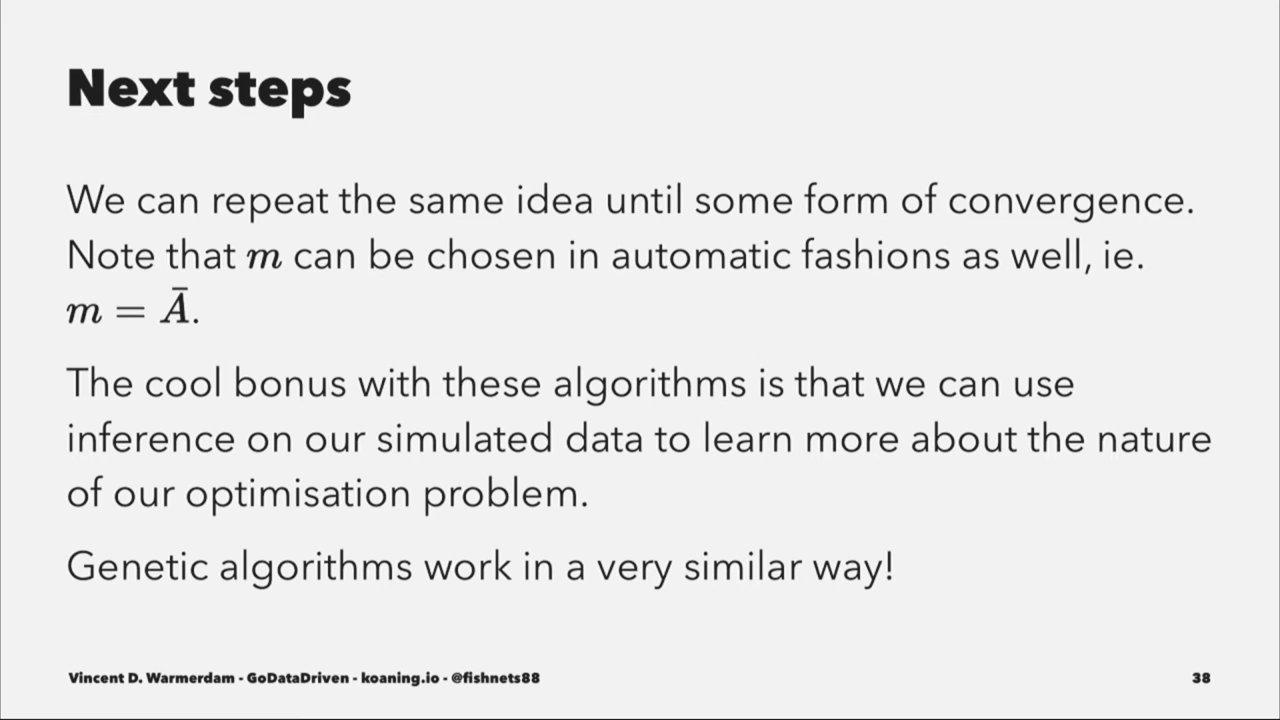 Next steps
We can repeat the same idea until some form of convergence.
Note that m can be chosen in automatic fashions as well, ie.
m = Ā.
The cool bonus with these algorithms is that we can use
inference on our simulated data to learn more about the nature
of our optimisation problem.
Genetic algorithms work in a very similar way!
Vincent D. Warmerdam - GoDataDriven - koaning.io - @fishnets88
38